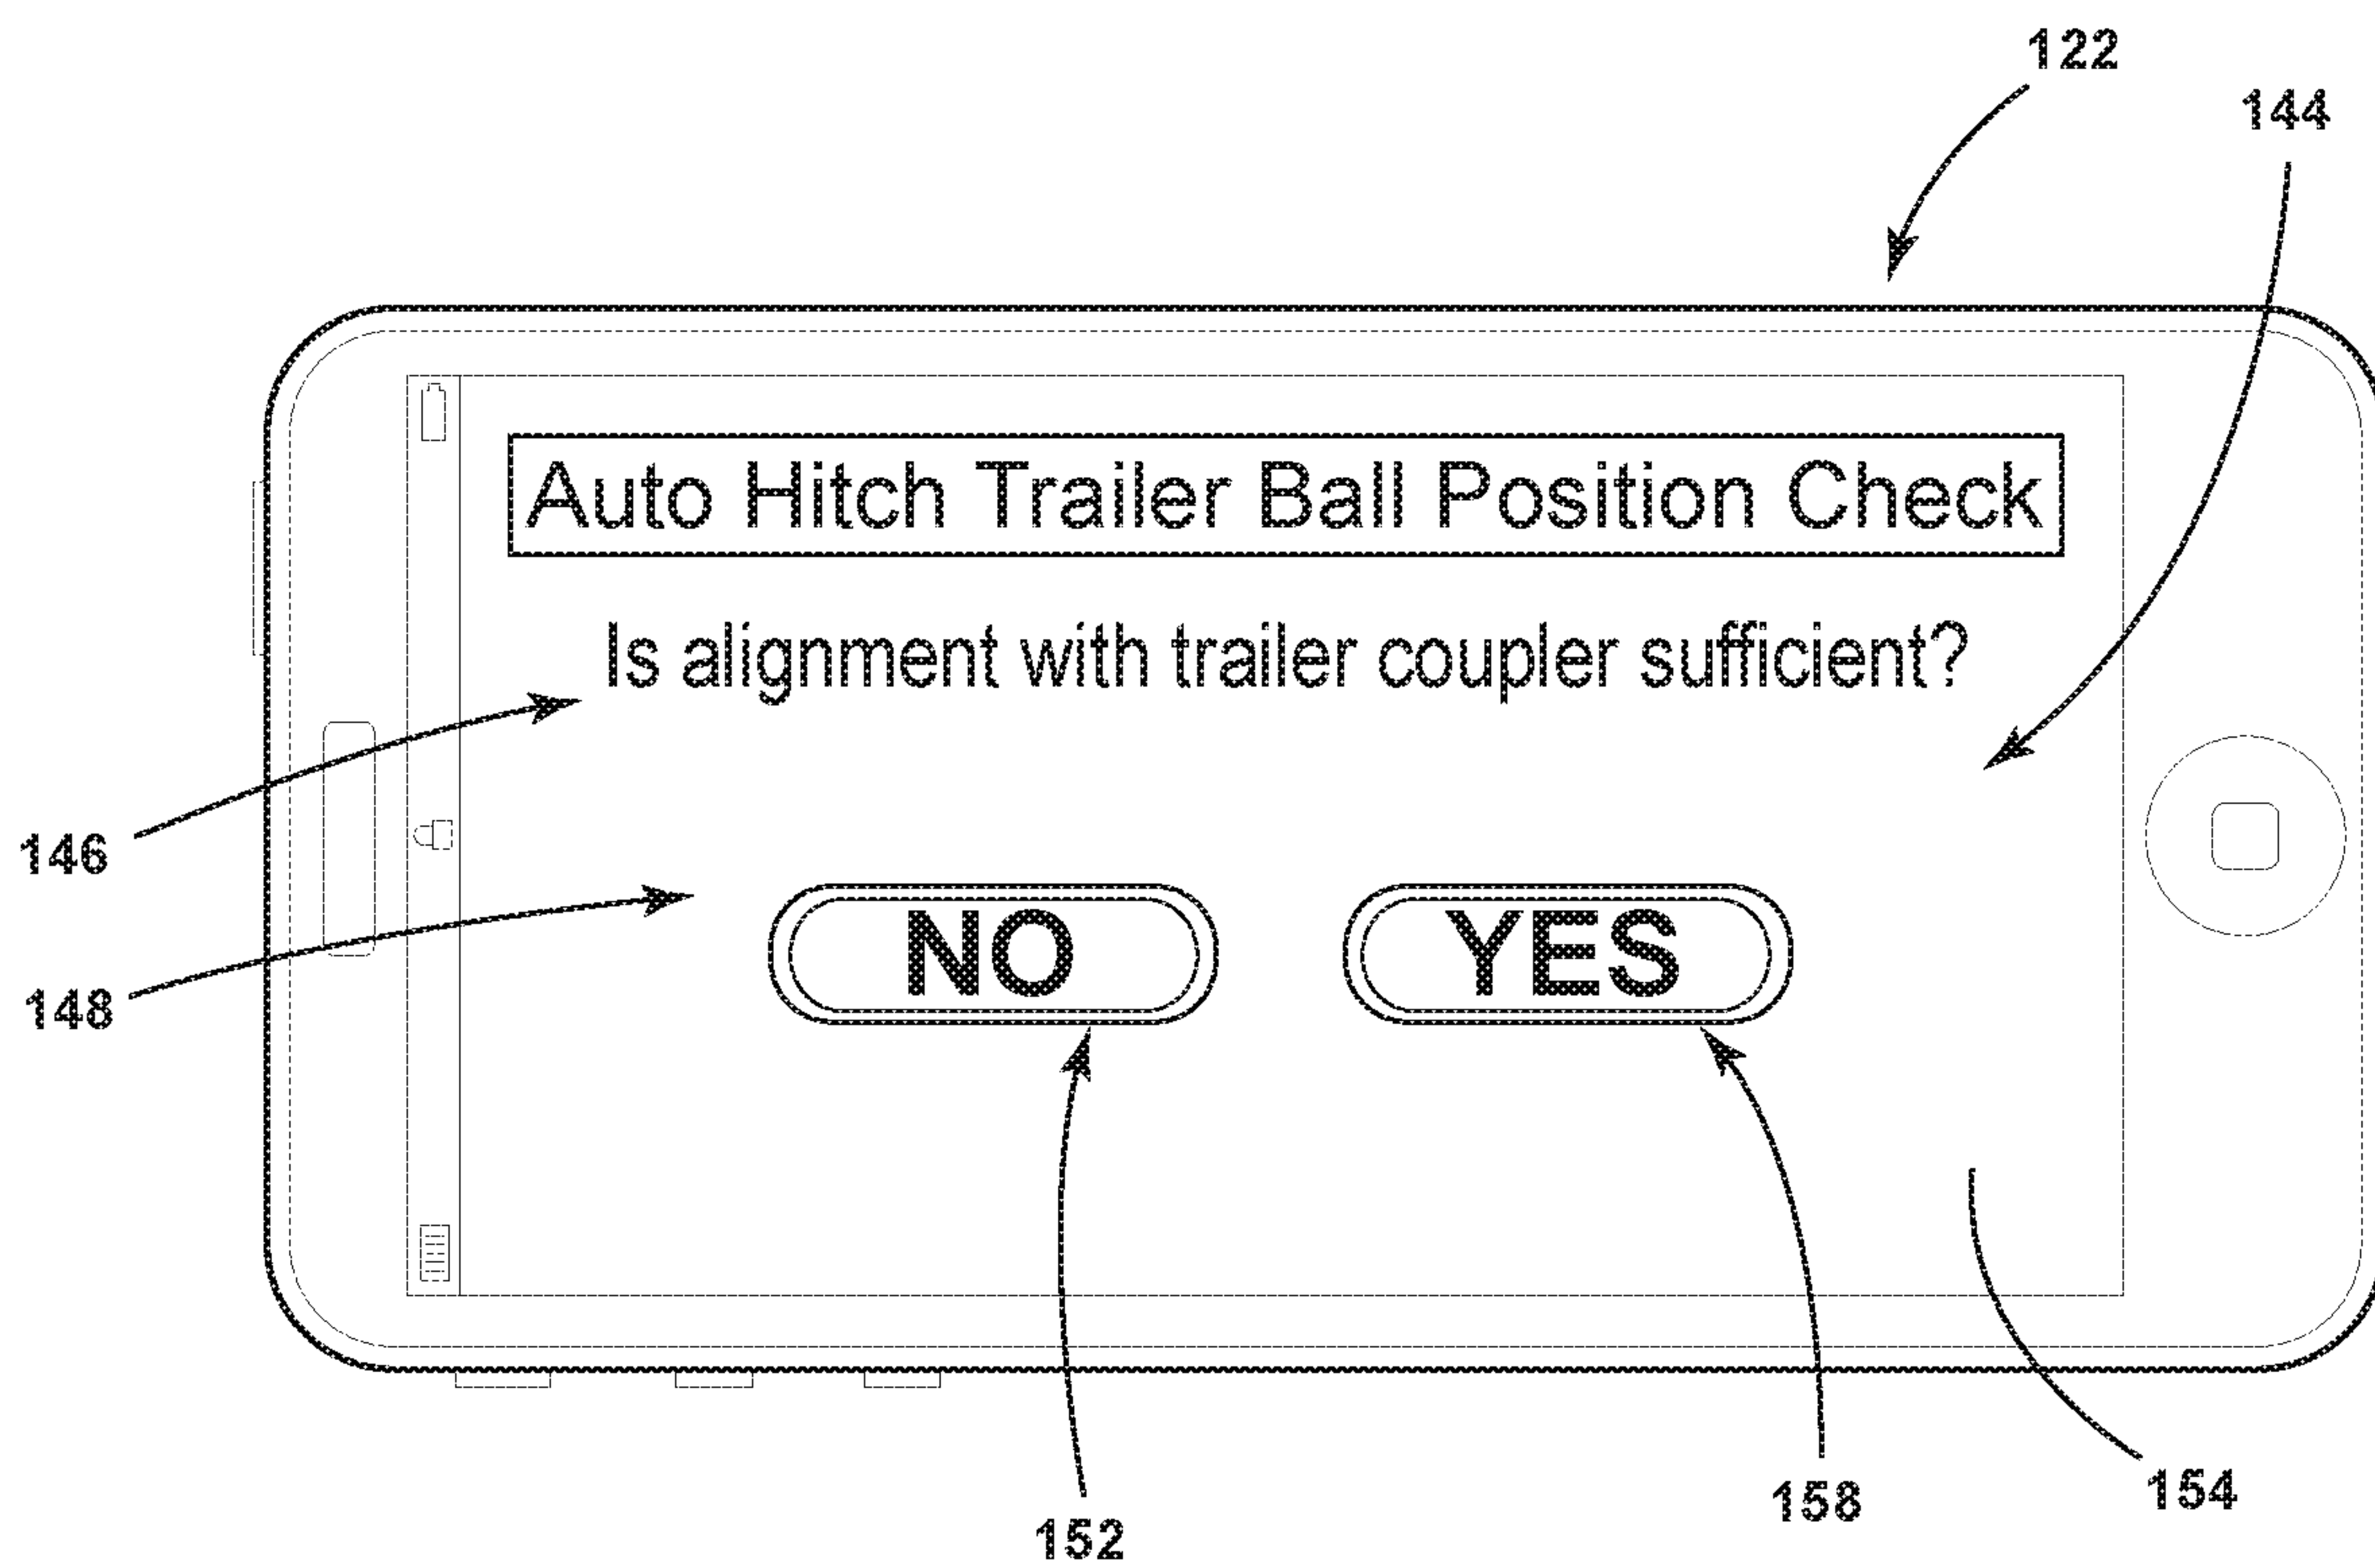 122
144
Auto Hitch Trailer Ball Position Check
Is alignment with trailer coupler sufficient?
146
148
NO
YES
152
158
154